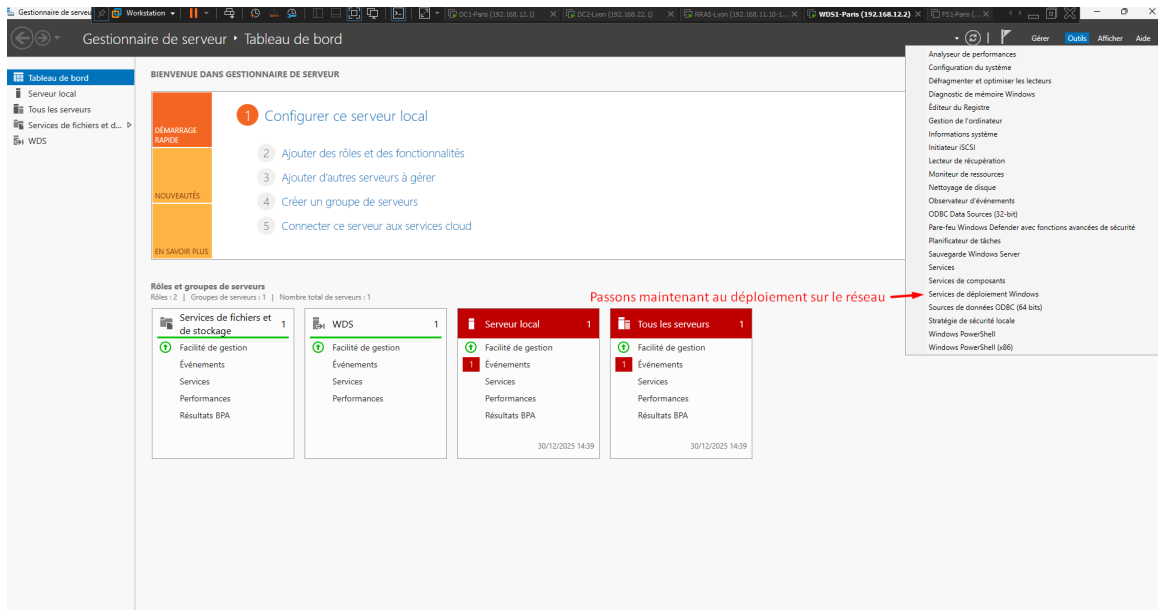 Gestionnaire de serveu
Workstation
DC1-Paris (192.168.12.1)
DC2-Lyon (192.168.22.1)
RRAS-Lyon (192.168.11.10-1...
WDS1-Paris (192.168.12.2)
FS1-Paris (...
Gestionnaire de serveur
Tableau de bord
Gérer
Outils
Afficher
Aide
Tableau de bord
Serveur local
Tous les serveurs
Services de fichiers et d...
WDS
BIENVENUE DANS GESTIONNAIRE DE SERVEUR
DÉMARRAGE
RAPIDE
NOUVEAUTÉS
EN SAVOIR PLUS
1 Configurer ce serveur local
2 Ajouter des rôles et des fonctionnalités
3 Ajouter d'autres serveurs à gérer
4 Créer un groupe de serveurs
5 Connecter ce serveur aux services cloud
Rôles et groupes de serveurs
Rôles : 2 | Groupes de serveurs : 1 | Nombre total de serveurs : 1
Services de fichiers et
de stockage
1
Facilité de gestion
Événements
Services
Performances
Résultats BPA
WDS 1
Facilité de gestion
Événements
Services
Performances
Serveur local 1
Facilité de gestion
1 Événements
Services
Performances
Résultats BPA
30/12/2025 14:39
Tous les serveurs 1
Facilité de gestion
1 Événements
Services
Performances
Résultats BPA
30/12/2025 14:39
Passons maintenant au déploiement sur le réseau
Analyseur de performances
Configuration du système
Défragmenter et optimiser les lecteurs
Diagnostic de mémoire Windows
Éditeur du Registre
Gestion de l'ordinateur
Informations système
Initiateur iSCSI
Lecteur de récupération
Moniteur de ressources
Nettoyage de disque
Observateur d'événements
ODBC Data Sources (32-bit)
Pare-feu Windows Defender avec fonctions avancées de sécurité
Planificateur de tâches
Sauvegarde Windows Server
Services
Services de composants
Services de déploiement Windows
Sources de données ODBC (64 bits)
Stratégie de sécurité locale
Windows PowerShell
Windows PowerShell (x86)